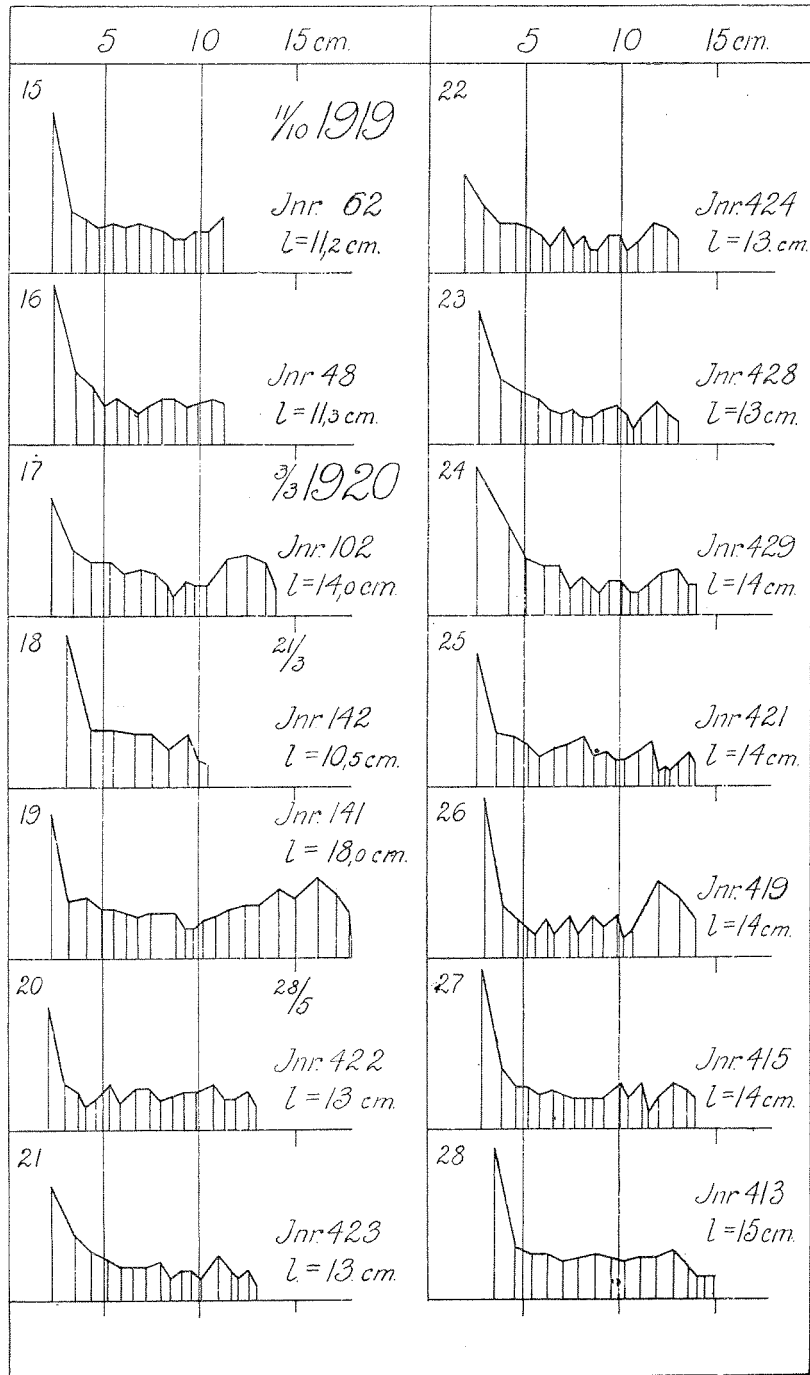 5 10 15 cm.
15
11/10 1919
Jnr. 62
l=11,2 cm.
16
Jnr 48
l=11,3 cm.
17
3/3 1920
Jnr. 102
l=14,0 cm.
18
21/3
Jnr 142
l=10,5 cm.
19
Jnr. 141
l= 18,0 cm.
20
28/5
Jnr. 422
l=13 cm.
21
Jnr. 423
l.=13. cm.
5 10 15 cm.
22
Jnr. 424
l=13. cm.
23
Jnr. 428
l=13 cm.
24
Jnr. 429
l=14 cm.
25
Jnr. 421
l=14 cm.
26
Jnr. 419
l=14 cm.
27
Jnr. 415
l=14 cm.
28
Jnr 413
l=15 cm.